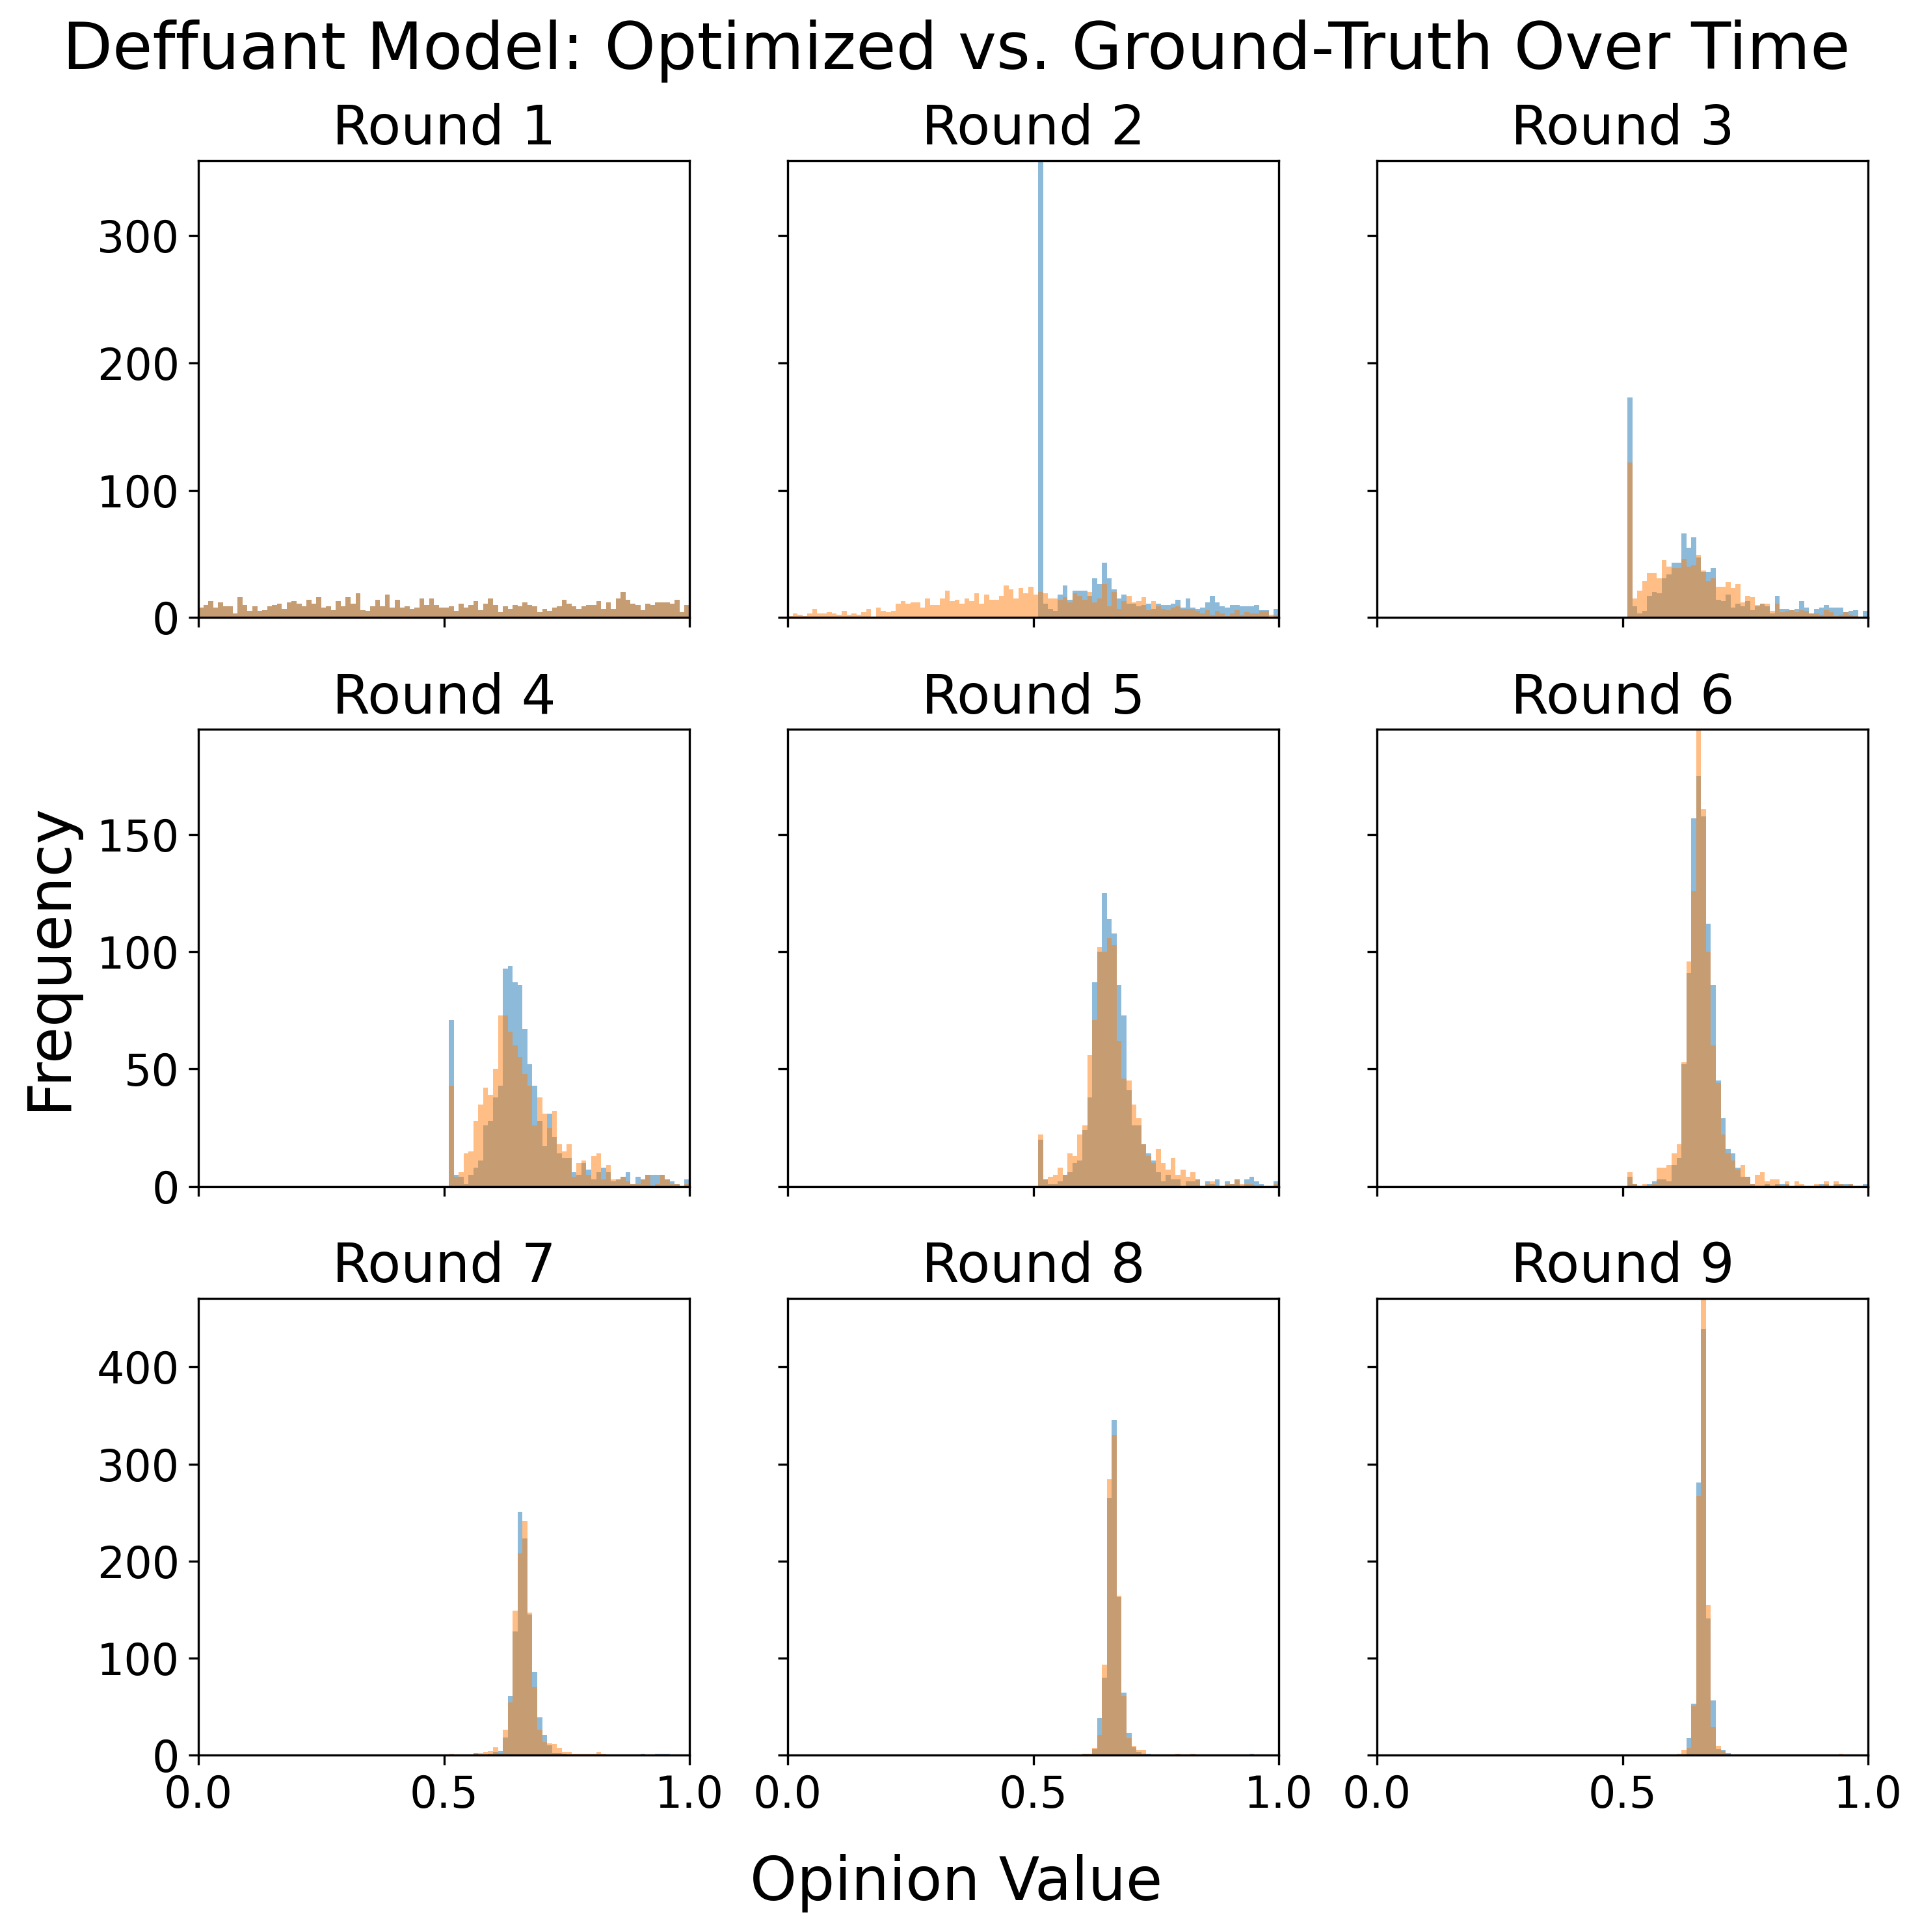 Deffuant Model: Optimized vs. Ground-Truth Over Time
Round 1
Round 2
Round 3
300
200
100
0
Round 4
Round 5
Round 6
Frequency
150
100
50
0
Round 7
Round 8
Round 9
400
300
200
100
0
0.0 0.5 1.0
0.0 0.5 1.0
0.0 0.5 1.0
Opinion Value